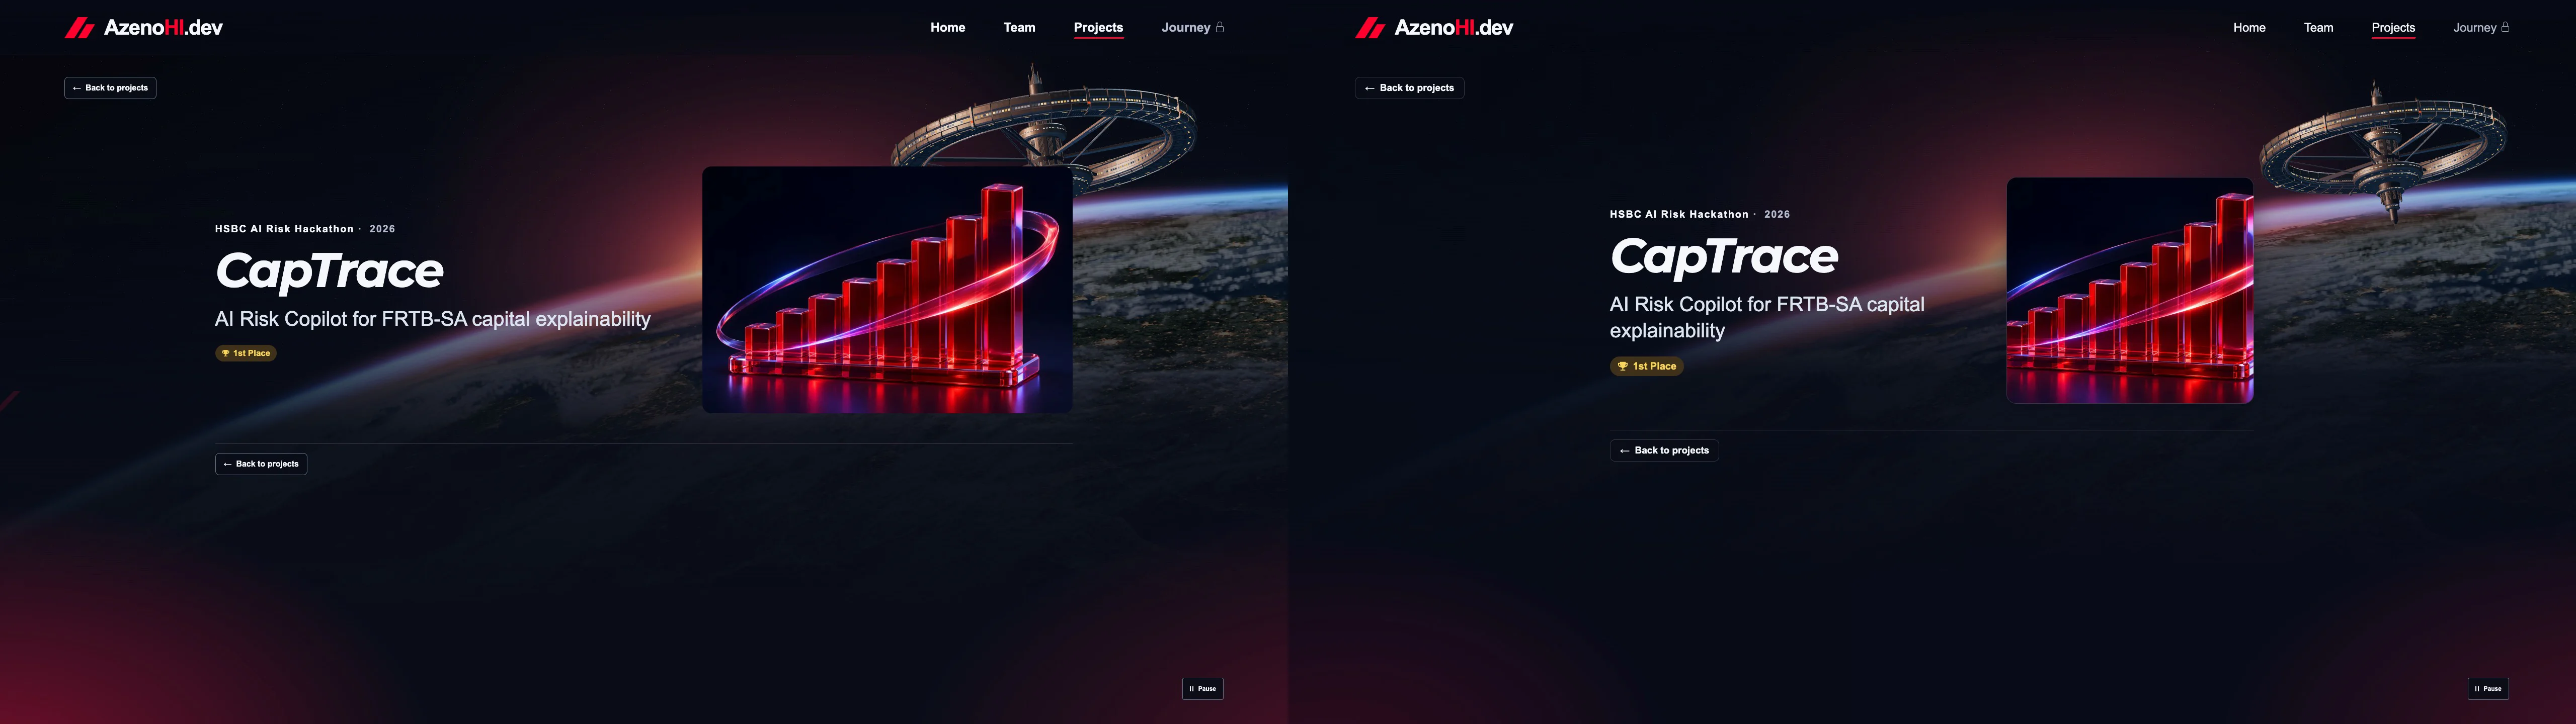 AzenoHI.dev
Home Team Projects Journey
← Back to projects
HSBC AI Risk Hackathon · 2026
CapTrace
AI Risk Copilot for FRTB-SA capital explainability
1st Place
← Back to projects
Pause
AzenoHI.dev
Home Team Projects Journey
← Back to projects
HSBC AI Risk Hackathon · 2026
CapTrace
AI Risk Copilot for FRTB-SA capital
explainability
1st Place
← Back to projects
Pause